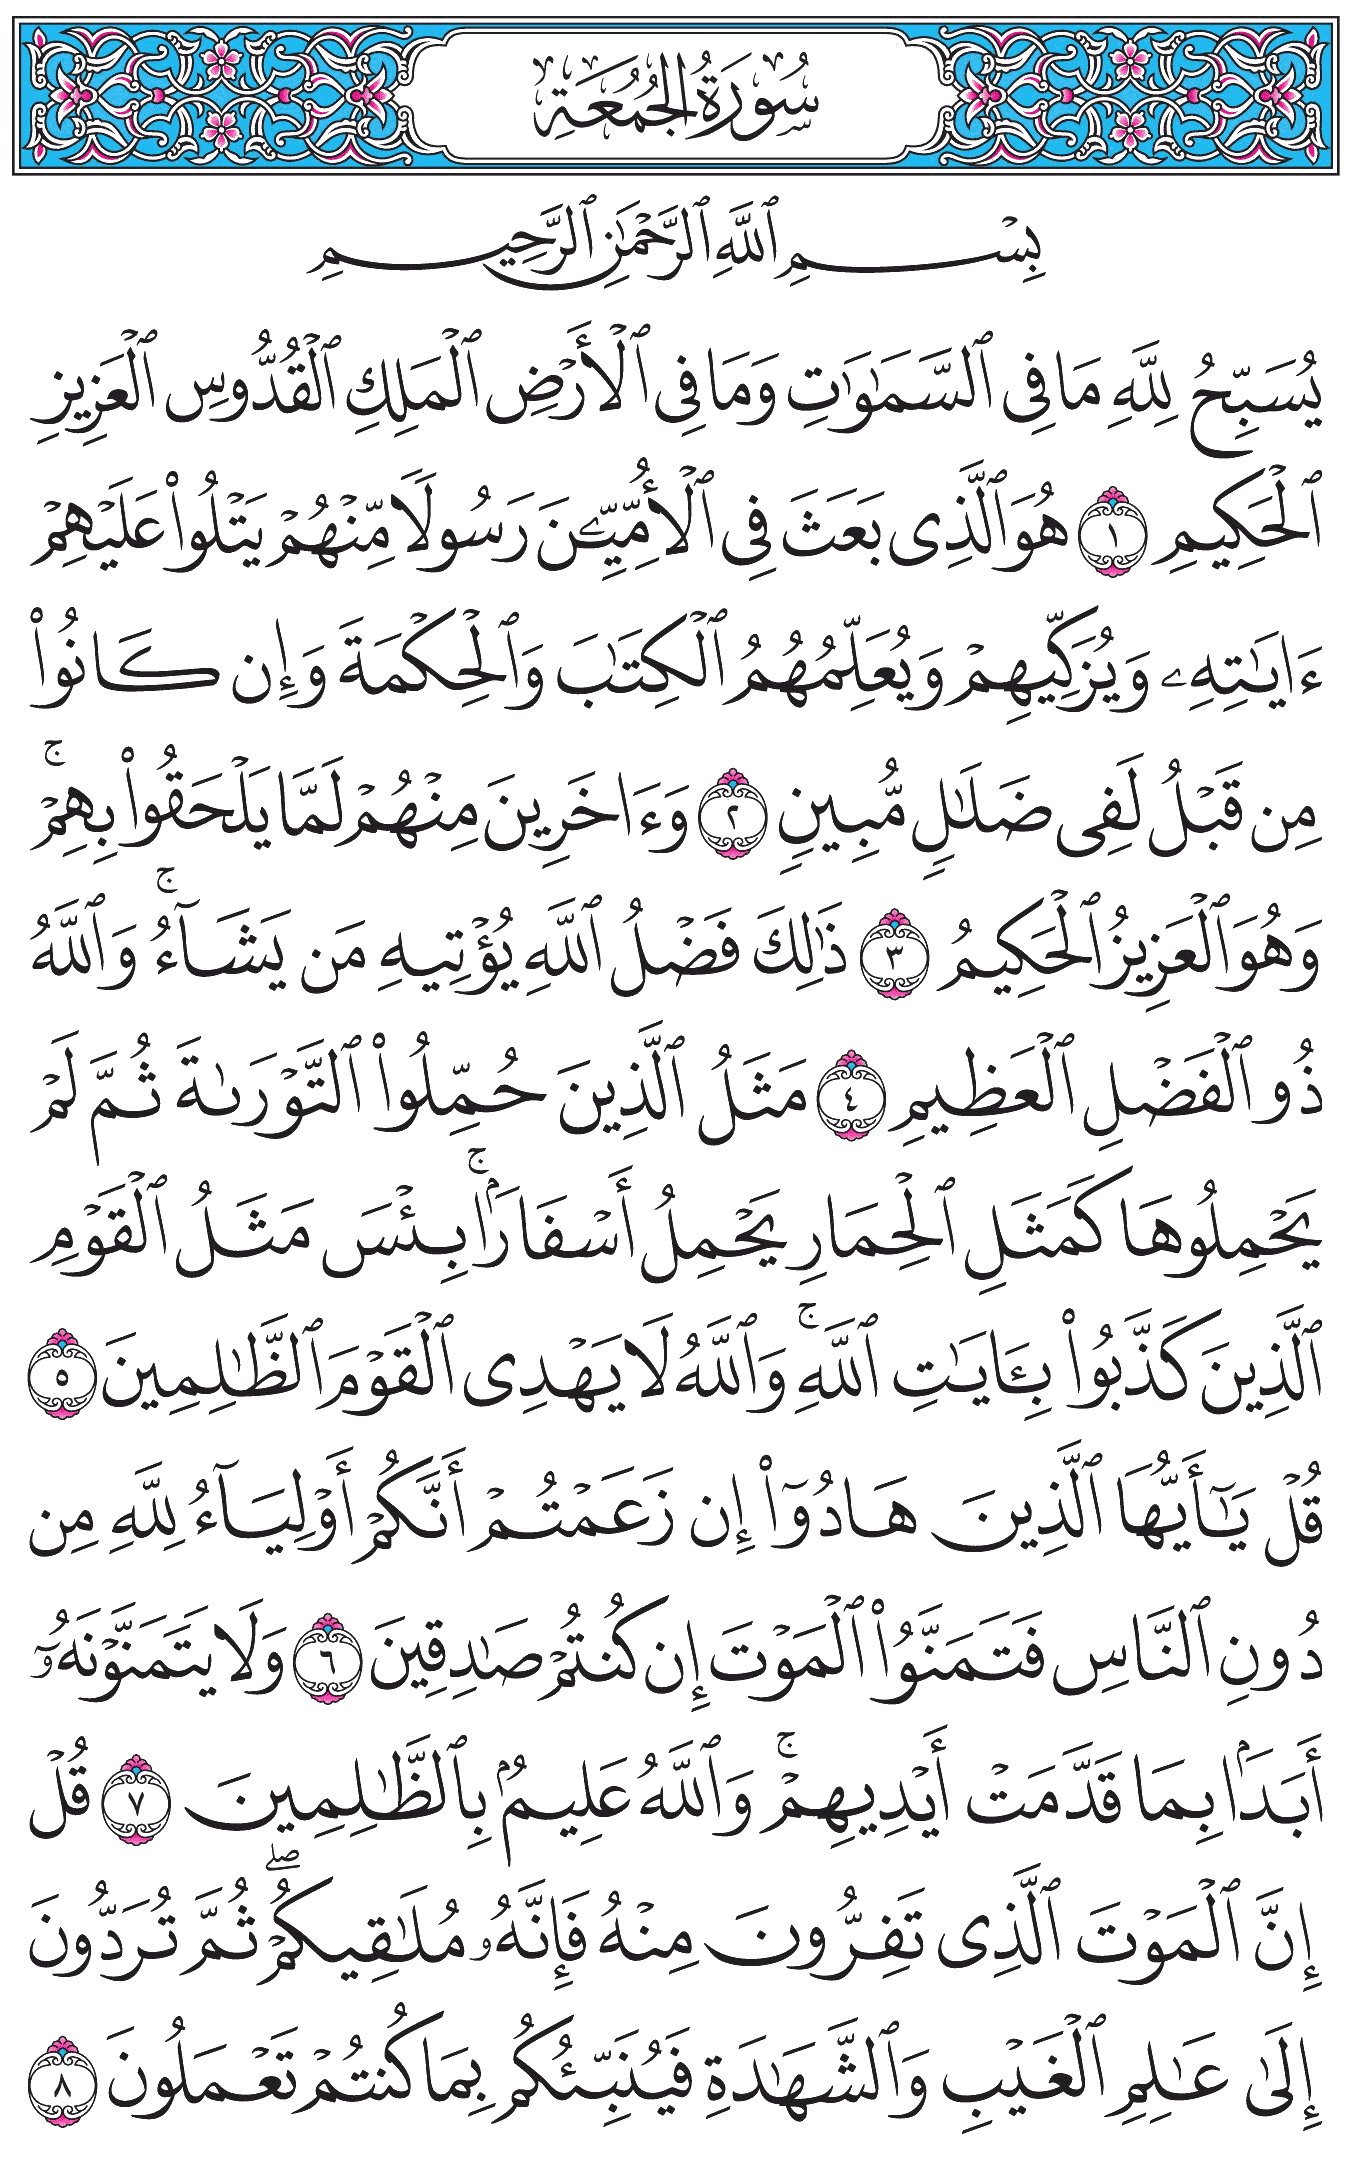 سُورَةُ الجُمُعَةِ
بِسْمِ ٱللَّهِ ٱلرَّحْمَٰنِ ٱلرَّحِيمِ
يُسَبِّحُ لِلَّهِ مَا فِى ٱلسَّمَٰوَٰتِ وَمَا فِى ٱلْأَرْضِ ٱلْمَلِكِ ٱلْقُدُّوسِ ٱلْعَزِيزِ
ٱلْحَكِيمِ ١ هُوَ ٱلَّذِى بَعَثَ فِى ٱلْأُمِّيِّـۧنَ رَسُولًا مِّنْهُمْ يَتْلُوا۟ عَلَيْهِمْ
ءَايَٰتِهِۦ وَيُزَكِّيهِمْ وَيُعَلِّمُهُمُ ٱلْكِتَٰبَ وَٱلْحِكْمَةَ وَإِن كَانُوا۟
مِن قَبْلُ لَفِى ضَلَٰلٍ مُّبِينٍ ٢ وَءَاخَرِينَ مِنْهُمْ لَمَّا يَلْحَقُوا۟ بِهِمْ ۚ
وَهُوَ ٱلْعَزِيزُ ٱلْحَكِيمُ ٣ ذَٰلِكَ فَضْلُ ٱللَّهِ يُؤْتِيهِ مَن يَشَآءُ ۚ وَٱللَّهُ
ذُو ٱلْفَضْلِ ٱلْعَظِيمِ ٤ مَثَلُ ٱلَّذِينَ حُمِّلُوا۟ ٱلتَّوْرَىٰةَ ثُمَّ لَمْ
يَحْمِلُوهَا كَمَثَلِ ٱلْحِمَارِ يَحْمِلُ أَسْفَارًۢا ۚ بِئْسَ مَثَلُ ٱلْقَوْمِ
ٱلَّذِينَ كَذَّبُوا۟ بِـَٔايَٰتِ ٱللَّهِ ۚ وَٱللَّهُ لَا يَهْدِى ٱلْقَوْمَ ٱلظَّٰلِمِينَ ٥
قُلْ يَٰٓأَيُّهَا ٱلَّذِينَ هَادُوٓا۟ إِن زَعَمْتُمْ أَنَّكُمْ أَوْلِيَآءُ لِلَّهِ مِن
دُونِ ٱلنَّاسِ فَتَمَنَّوُا۟ ٱلْمَوْتَ إِن كُنتُمْ صَٰدِقِينَ ٦ وَلَا يَتَمَنَّوْنَهُۥٓ
أَبَدًۢا بِمَا قَدَّمَتْ أَيْدِيهِمْ ۚ وَٱللَّهُ عَلِيمٌۢ بِٱلظَّٰلِمِينَ ٧ قُلْ
إِنَّ ٱلْمَوْتَ ٱلَّذِى تَفِرُّونَ مِنْهُ فَإِنَّهُۥ مُلَٰقِيكُمْ ۖ ثُمَّ تُرَدُّونَ
إِلَىٰ عَٰلِمِ ٱلْغَيْبِ وَٱلشَّهَٰدَةِ فَيُنَبِّئُكُم بِمَا كُنتُمْ تَعْمَلُونَ ٨